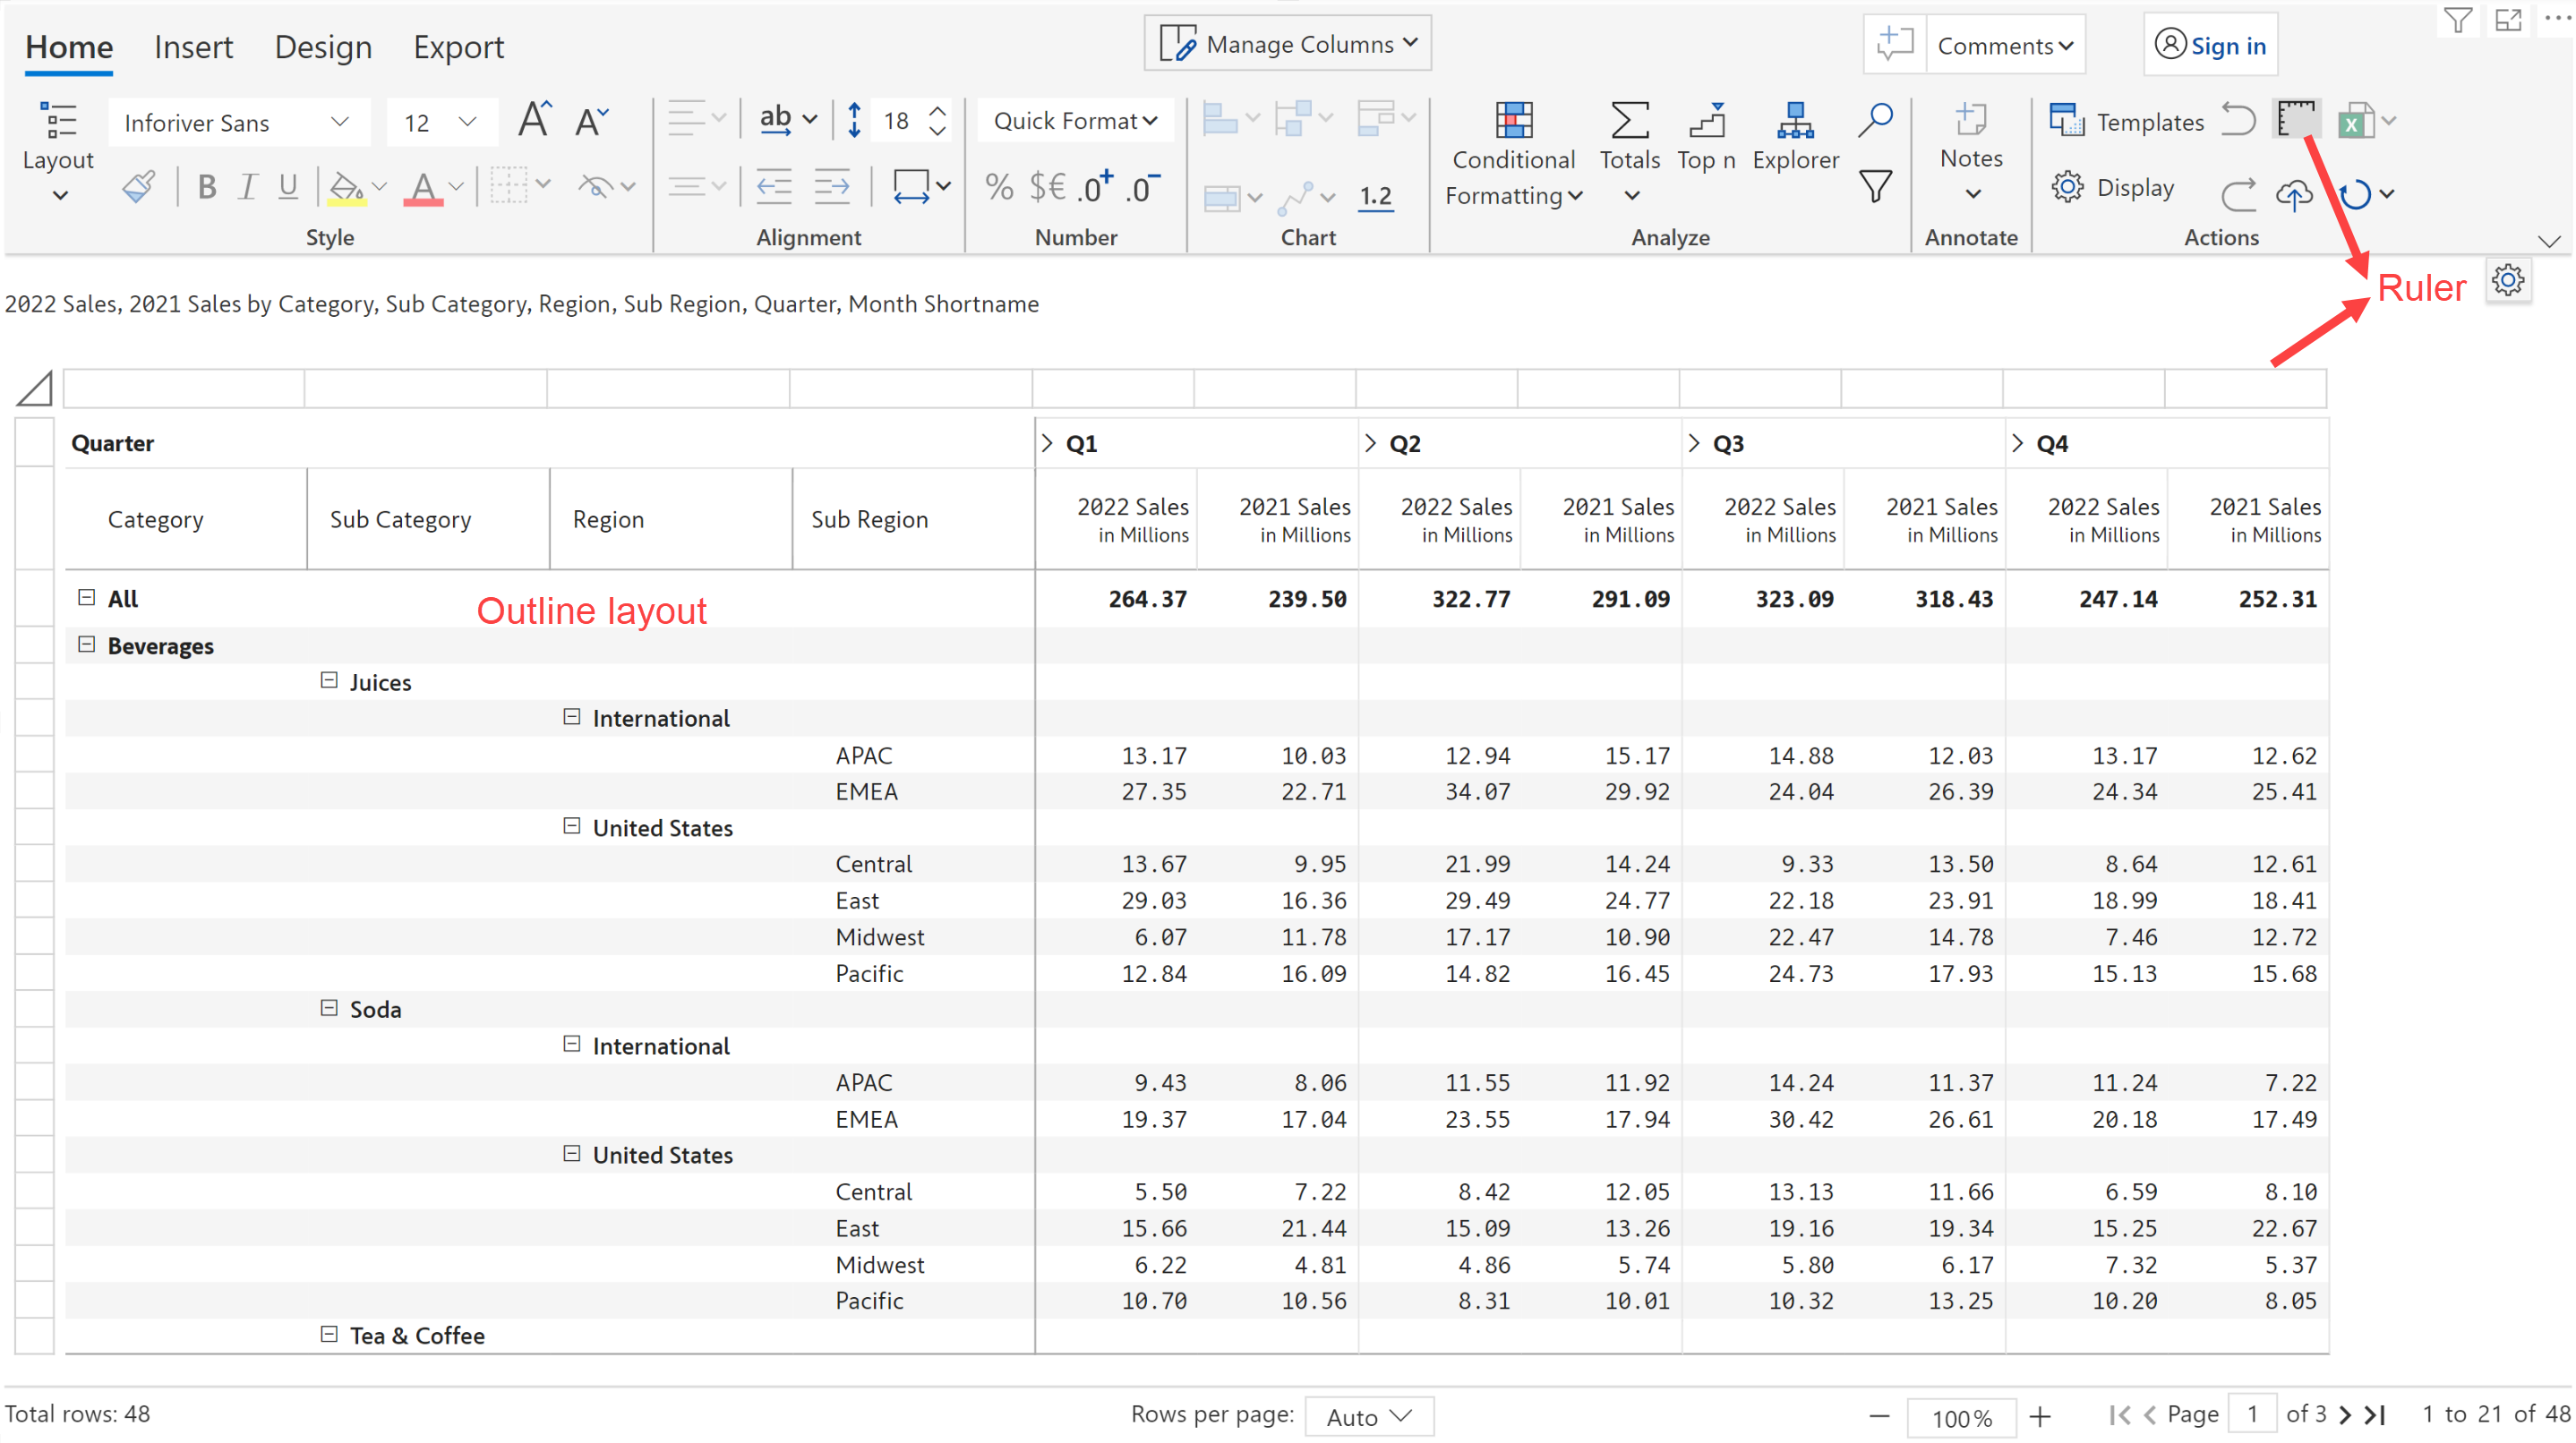 Home Insert Design Export Manage Columns Comments Sign in
Inforiver Sans 12 A A ab 18 Quick Format Templates
Layout Conditional Totals Top n Explorer Notes
B I U A % $€ .0+ .0- 1.2 Formatting Display
Style Alignment Number Chart Analyze Annotate Actions
Ruler
2022 Sales, 2021 Sales by Category, Sub Category, Region, Sub Region, Quarter, Month Shortname
Quarter Q1 Q2 Q3 Q4
Category Sub Category Region Sub Region 2022 Sales 2021 Sales 2022 Sales 2021 Sales 2022 Sales 2021 Sales 2022 Sales 2021 Sales
in Millions in Millions in Millions in Millions in Millions in Millions in Millions in Millions
All 264.37 239.50 322.77 291.09 323.09 318.43 247.14 252.31
Outline layout
Beverages
Juices
International
APAC 13.17 10.03 12.94 15.17 14.88 12.03 13.17 12.62
EMEA 27.35 22.71 34.07 29.92 24.04 26.39 24.34 25.41
United States
Central 13.67 9.95 21.99 14.24 9.33 13.50 8.64 12.61
East 29.03 16.36 29.49 24.77 22.18 23.91 18.99 18.41
Midwest 6.07 11.78 17.17 10.90 22.47 14.78 7.46 12.72
Pacific 12.84 16.09 14.82 16.45 24.73 17.93 15.13 15.68
Soda
International
APAC 9.43 8.06 11.55 11.92 14.24 11.37 11.24 7.22
EMEA 19.37 17.04 23.55 17.94 30.42 26.61 20.18 17.49
United States
Central 5.50 7.22 8.42 12.05 13.13 11.66 6.59 8.10
East 15.66 21.44 15.09 13.26 19.16 19.34 15.25 22.67
Midwest 6.22 4.81 4.86 5.74 5.80 6.17 7.32 5.37
Pacific 10.70 10.56 8.31 10.01 10.32 13.25 10.20 8.05
Tea & Coffee
Total rows: 48 Rows per page: Auto 100% Page 1 of 3 1 to 21 of 48